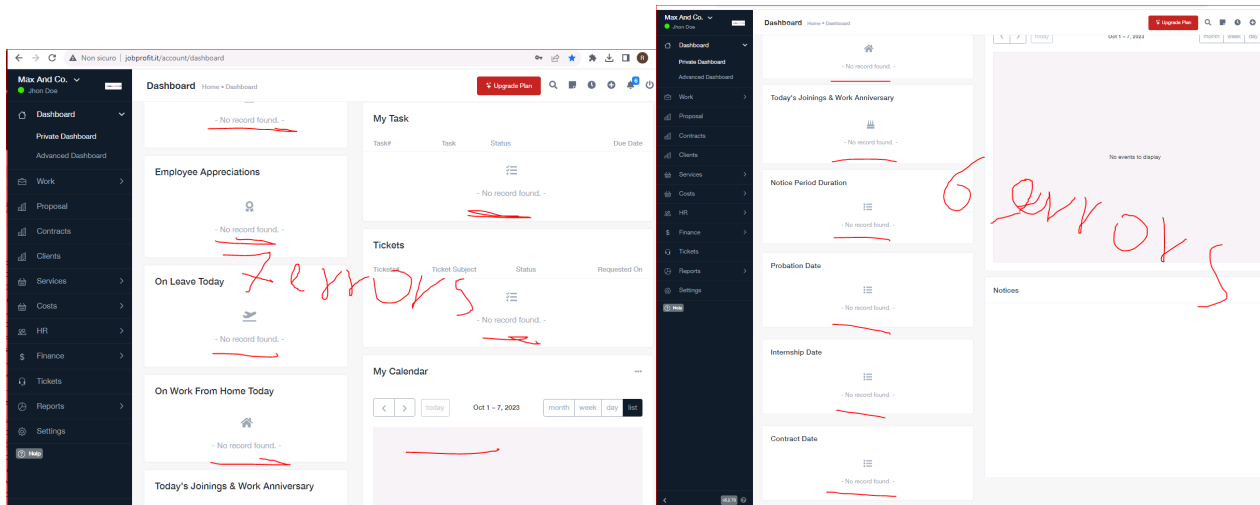 Non sicuro | jobprofit.it/account/dashboard
Max And Co.
Jhon Doe
Dashboard
Private Dashboard
Advanced Dashboard
Work
Proposal
Contracts
Clients
Services
Costs
HR
Finance
Tickets
Reports
Settings
Help
Dashboard Home • Dashboard
Upgrade Plan
6
R
- No record found. -
Employee Appreciations
- No record found. -
7 errors
On Leave Today
- No record found. -
On Work From Home Today
- No record found. -
Today's Joinings & Work Anniversary
My Task
Task# Task Status Due Date
- No record found. -
Tickets
Ticket# Ticket Subject Status Requested On
- No record found. -
My Calendar
today Oct 1 – 7, 2023 month week day list
Max And Co.
Jhon Doe
Dashboard
Private Dashboard
Advanced Dashboard
Work
Proposal
Contracts
Clients
Services
Costs
HR
Finance
Tickets
Reports
Settings
Help
Dashboard Home • Dashboard
Upgrade Plan
- No record found. -
Today's Joinings & Work Anniversary
- No record found. -
Notice Period Duration
- No record found. -
Probation Date
- No record found. -
Internship Date
- No record found. -
Contract Date
- No record found. -
today Oct 1 – 7, 2023 month week day
No events to display
6 errors
Notices